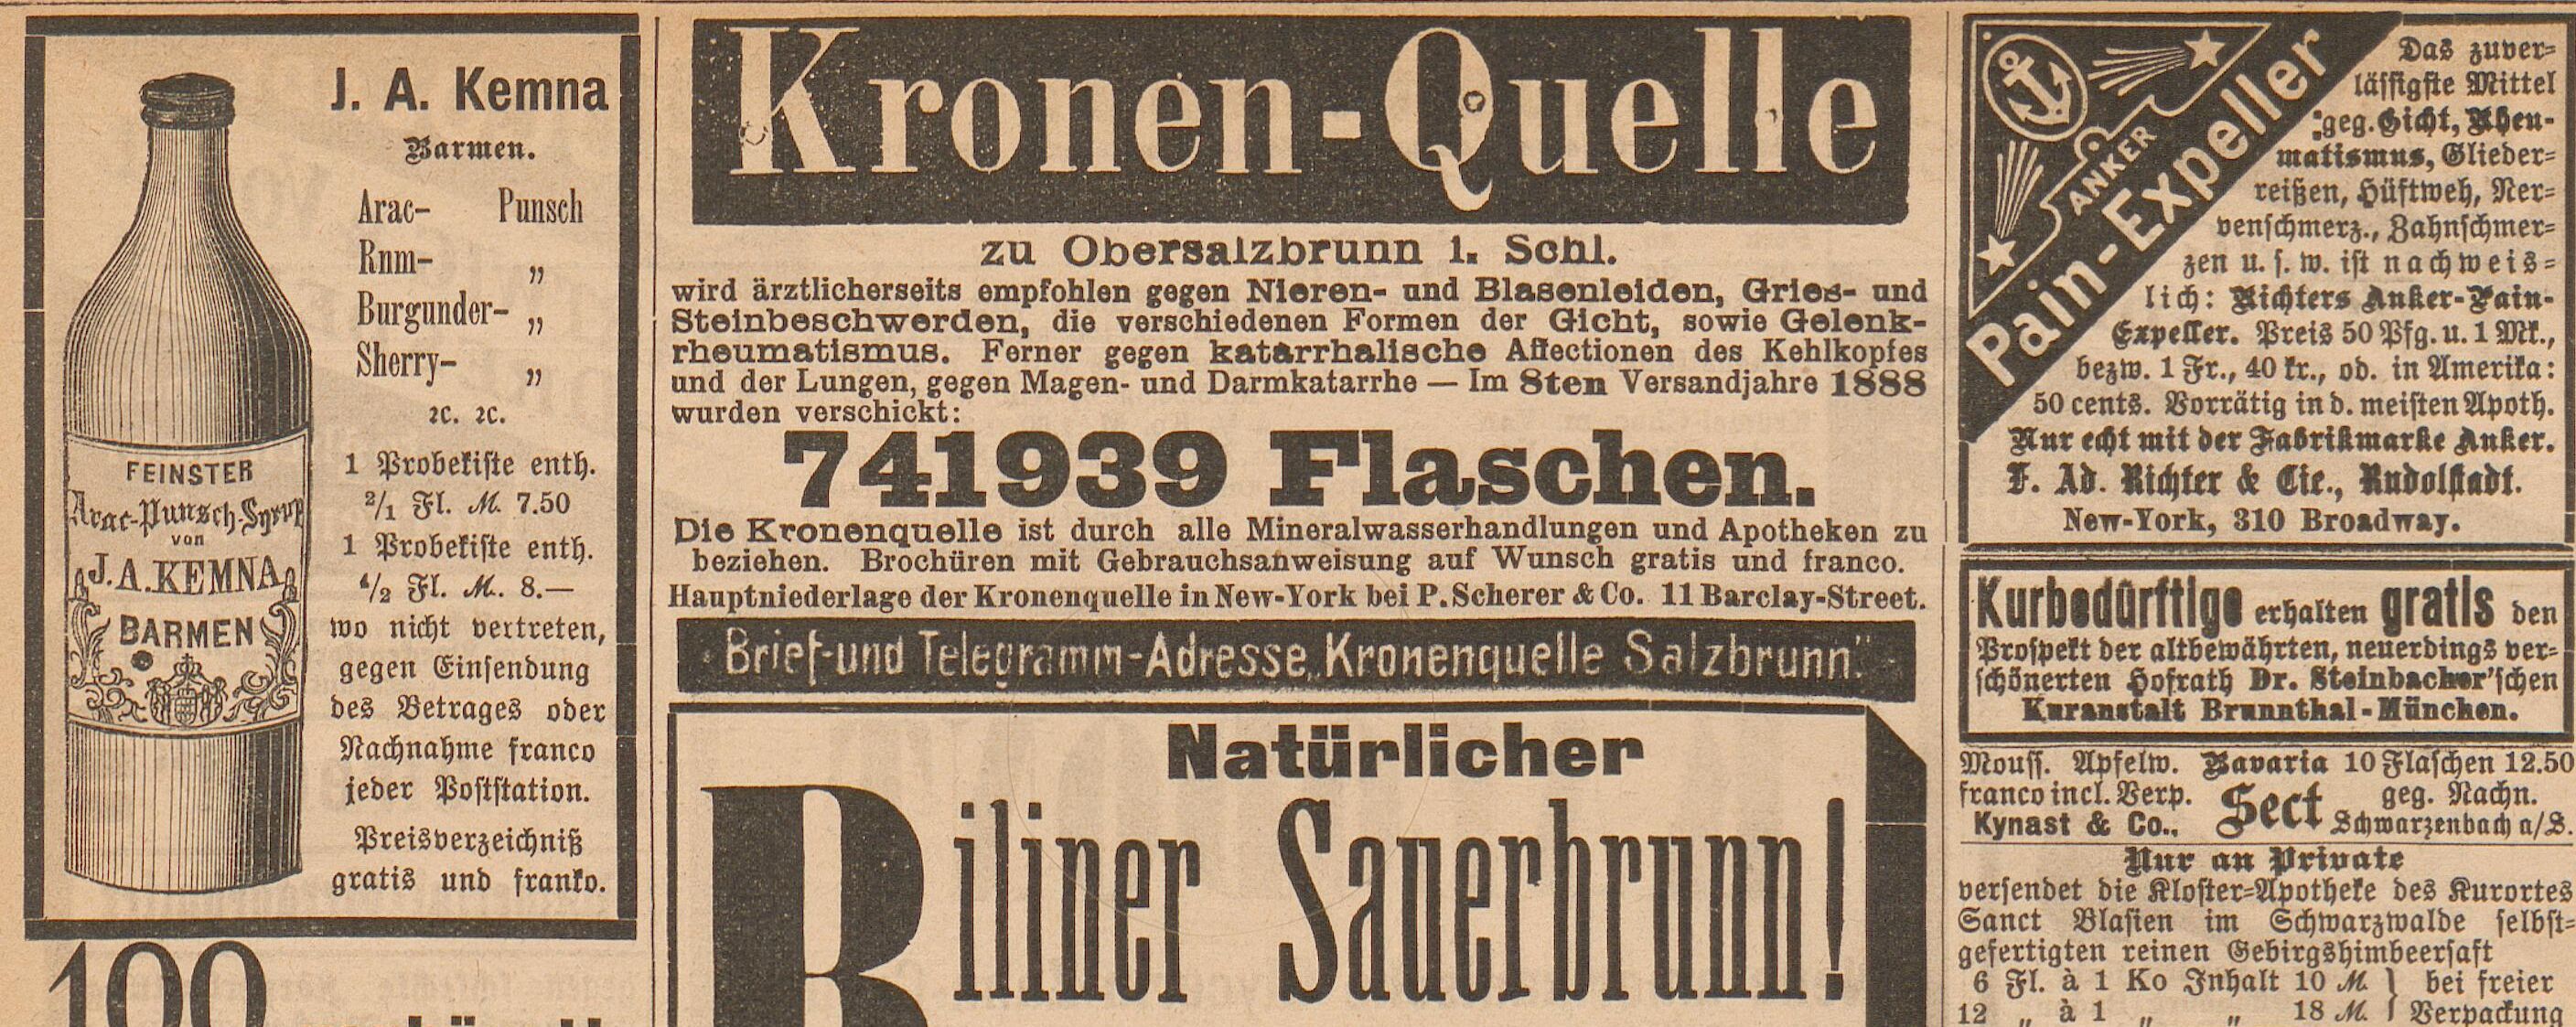 J. A. Kemna
Barmen.
Arac- Punsch
Rum- „
Burgunder- „
Sherry- „
ꝛc. ꝛc.
1 Probekiſte enth.
2/1 Fl. M. 7.50
1 Probekiſte enth.
4/2 Fl. M. 8.—
wo nicht vertreten,
gegen Einſendung
des Betrages oder
Nachnahme franco
jeder Poſtſtation.
Preisverzeichniß
gratis und franko.
FEINSTER
Arac-Punsch-Syrup
von
J. A. KEMNA
BARMEN
100
Kronen-Quelle
zu Obersalzbrunn i. Schl.
wird ärztlicherseits empfohlen gegen Nieren- und Blasenleiden, Gries- und
Steinbeschwerden, die verschiedenen Formen der Gicht, sowie Gelenk-
rheumatismus. Ferner gegen katarrhalische Affectionen des Kehlkopfes
und der Lungen, gegen Magen- und Darmkatarrhe — Im 8ten Versandjahre 1888
wurden verschickt:
741939 Flaschen.
Die Kronenquelle ist durch alle Mineralwasserhandlungen und Apotheken zu
beziehen. Brochüren mit Gebrauchsanweisung auf Wunsch gratis und franco.
Hauptniederlage der Kronenquelle in New-York bei P. Scherer & Co. 11 Barclay-Street.
Brief-und Telegramm-Adresse „Kronenquelle Salzbrunn."
Natürlicher
Biliner Sauerbrunn!
ANKER
Pain-Expeller
Das zuver-
läſſigſte Mittel
geg. Gicht, Rheu-
matismus, Glieder-
reißen, Hüftweh, Ner-
venſchmerz., Zahnſchmer-
zen u. ſ. w. iſt nachweis-
lich: Richters Anker-Pain-
Expeller. Preis 50 Pfg. u. 1 Mk.,
bezw. 1 Fr., 40 kr., od. in Amerika:
50 cents. Vorrätig in d. meiſten Apoth.
Nur echt mit der Fabrikmarke Anker.
F. Ad. Richter & Cie., Rudolſtadt.
New-York, 310 Broadway.
Kurbedürftige erhalten gratis den
Proſpekt der altbewährten, neuerdings ver-
ſchönerten Hofrath Dr. Steinbacher'ſchen
Kuranstalt Brunnthal-München.
Mouſſ. Apfelw. Bavaria 10 Flaſchen 12.50
franco incl. Verp. Sect geg. Nachn.
Kynast & Co., Schwarzenbach a/S.
Nur an Private
verſendet die Kloſter-Apotheke des Kurortes
Sanct Blaſien im Schwarzwalde ſelbſt-
gefertigten reinen Gebirgshimbeerſaft
6 Fl. à 1 Ko Inhalt 10 M. } bei freier
12 „ à 1 „ „ 18 M. } Verpackung